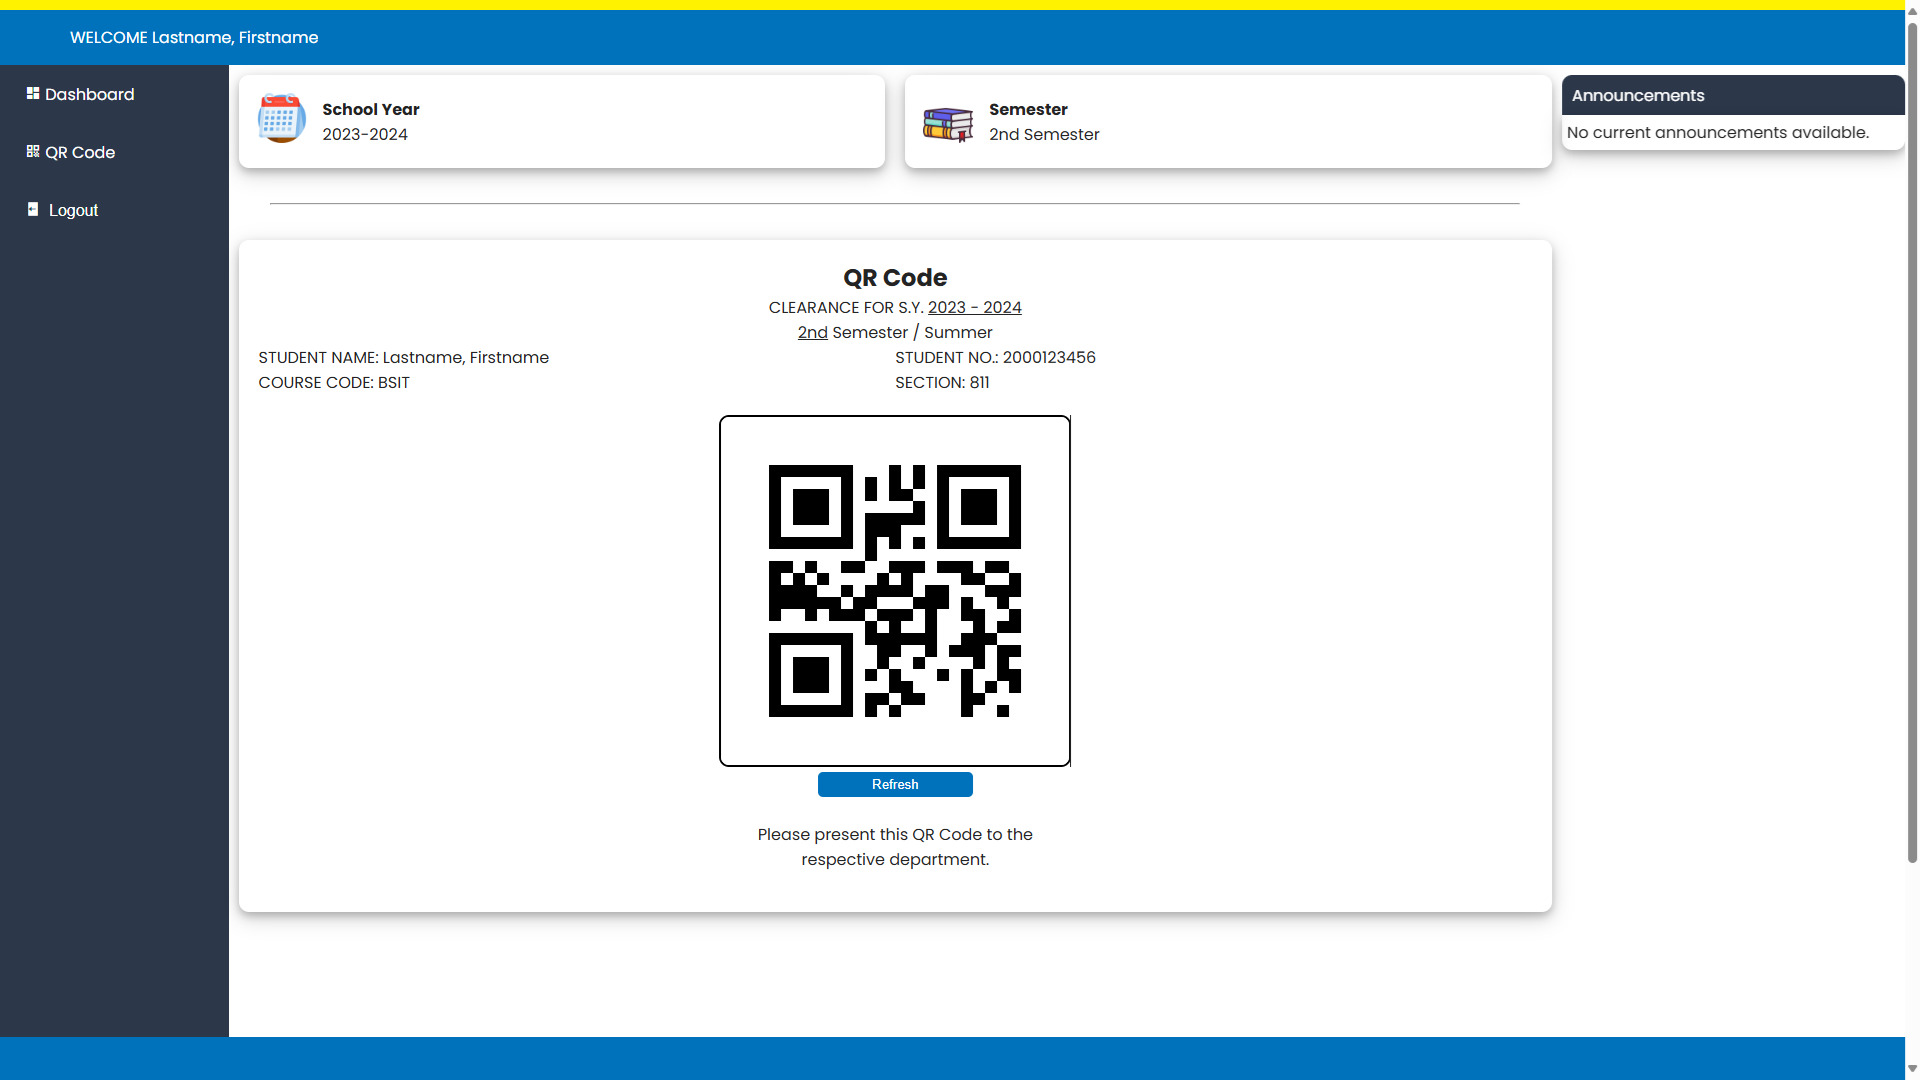 WELCOME Lastname, Firstname
Dashboard
QR Code
Logout
School Year
2023-2024
Semester
2nd Semester
Announcements
No current announcements available.
QR Code
CLEARANCE FOR S.Y. 2023 - 2024
2nd Semester / Summer
STUDENT NAME: Lastname, Firstname
STUDENT NO.: 2000123456
COURSE CODE: BSIT
SECTION: 811
Refresh
Please present this QR Code to the
respective department.